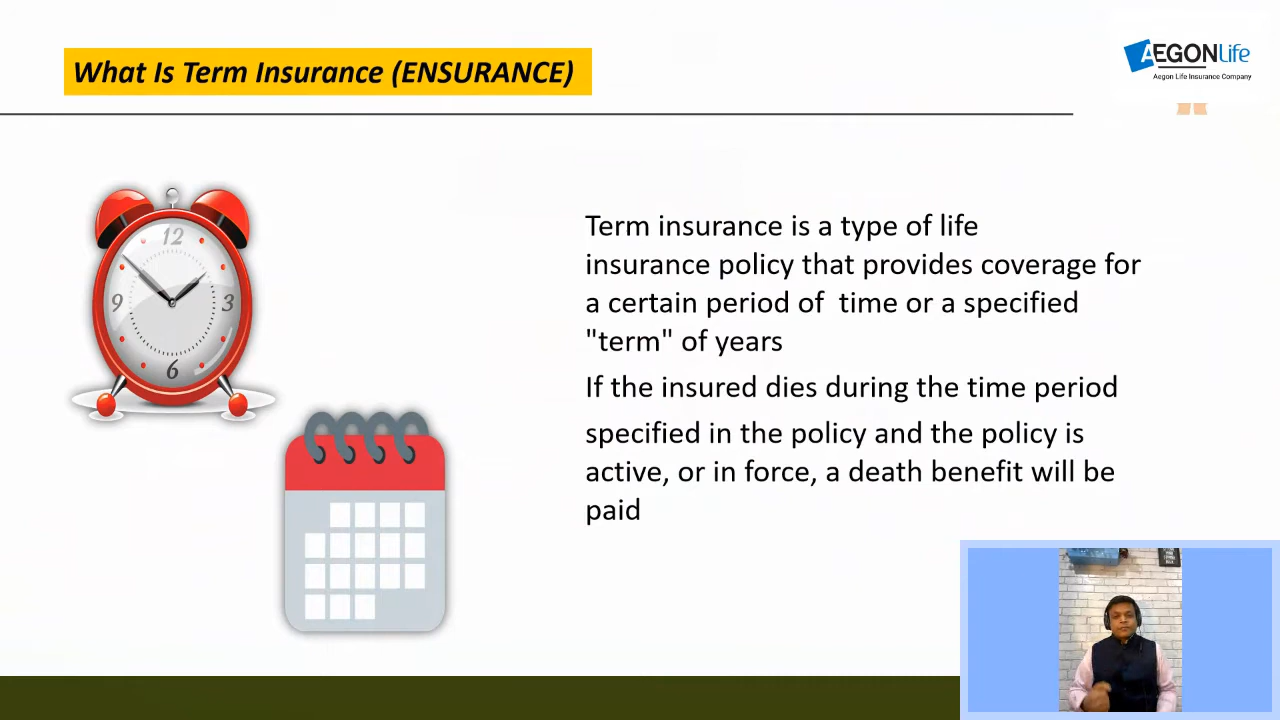 What Is Term Insurance (ENSURANCE)
AEGONLife
Aegon Life Insurance Company
12
9
3
6
Term insurance is a type of life
insurance policy that provides coverage for
a certain period of time or a specified
"term" of years
If the insured dies during the time period
specified in the policy and the policy is
active, or in force, a death benefit will be
paid